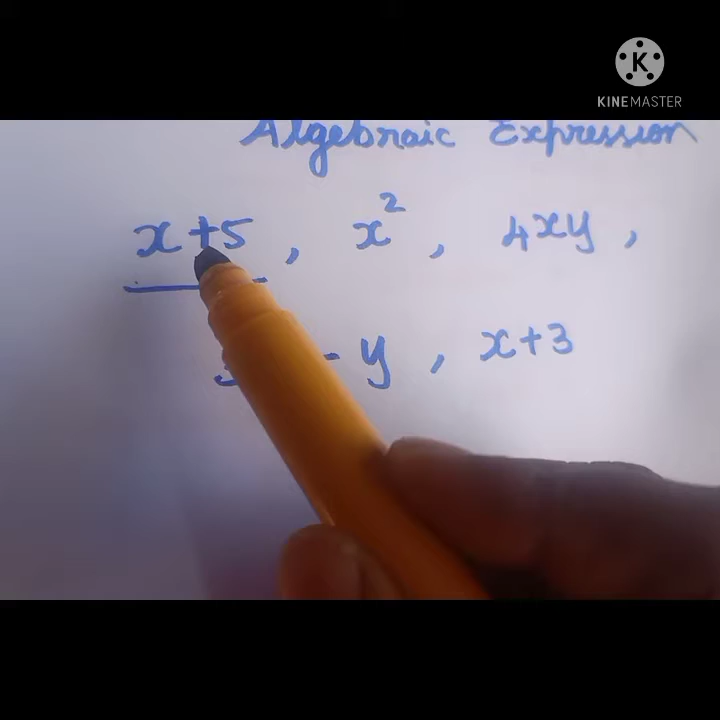 KINEMASTER
Algebraic Expression
x+5 , x² , 4xy ,
- y , x+3